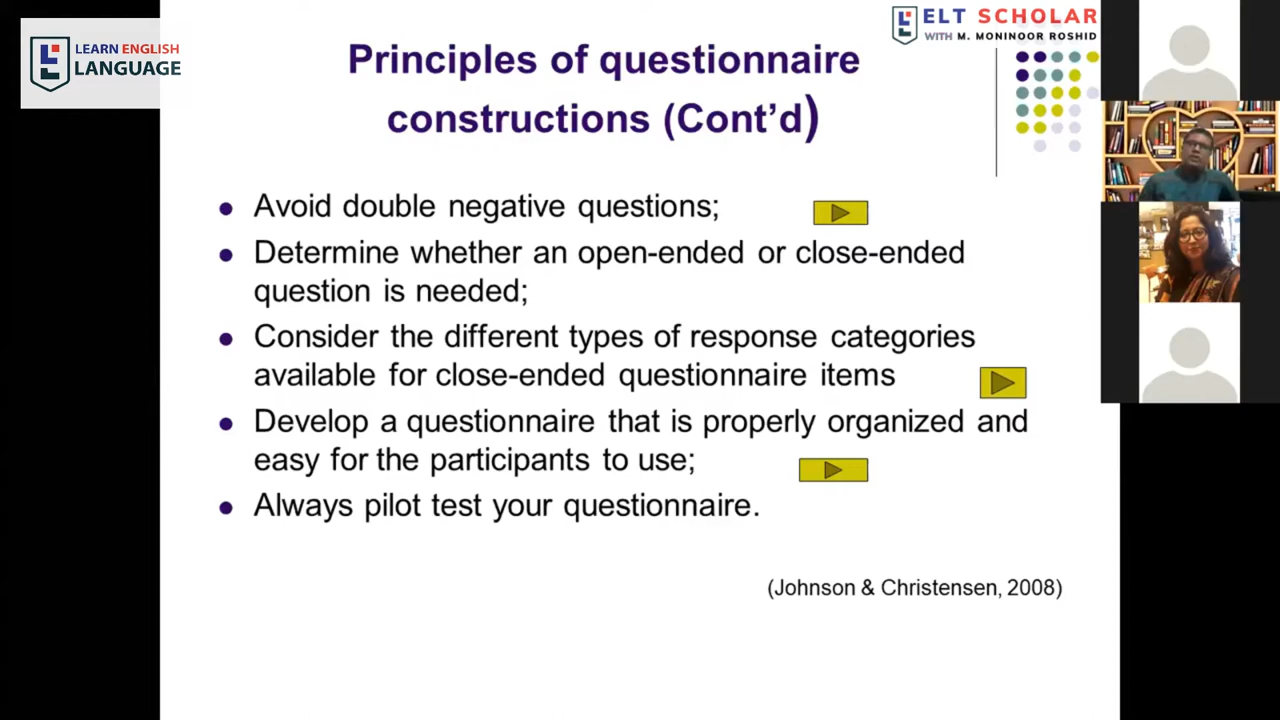 LEARN ENGLISH
LANGUAGE
ELT SCHOLAR
WITH M. MONINOOR ROSHID
Principles of questionnaire
constructions (Cont’d)
Avoid double negative questions;
Determine whether an open-ended or close-ended
question is needed;
Consider the different types of response categories
available for close-ended questionnaire items
Develop a questionnaire that is properly organized and
easy for the participants to use;
Always pilot test your questionnaire.
(Johnson & Christensen, 2008)